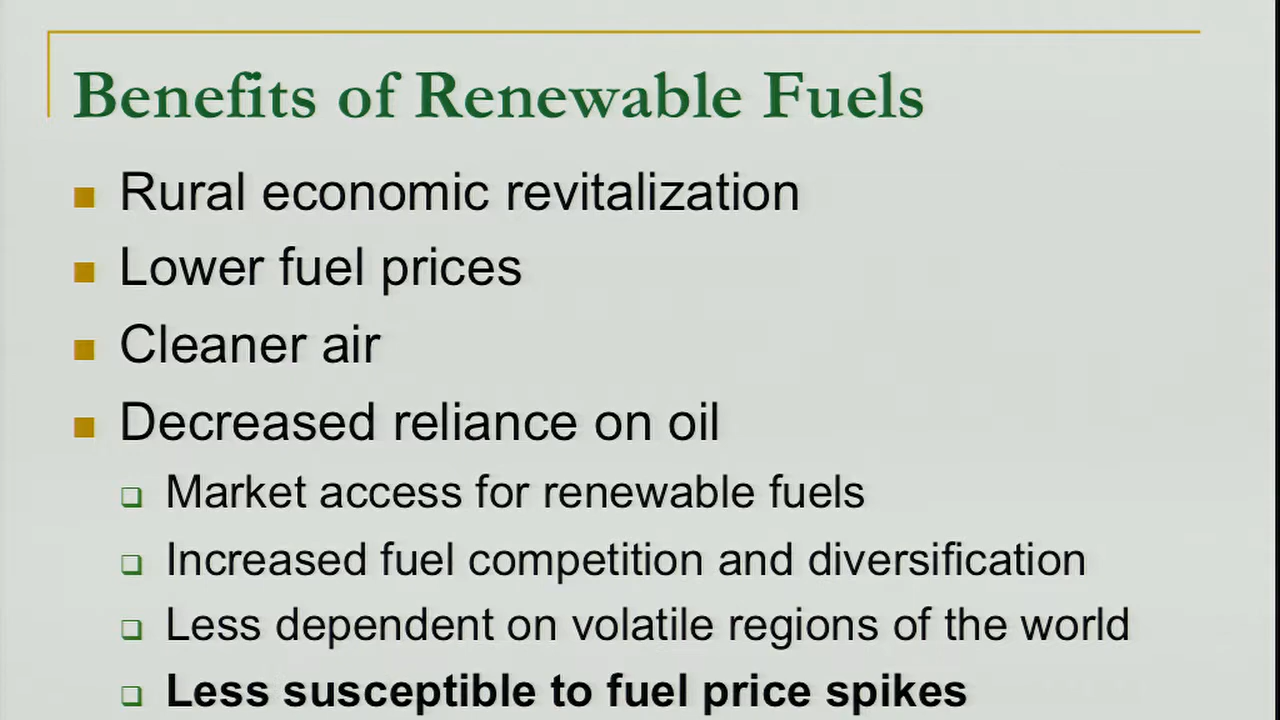 Benefits of Renewable Fuels
Rural economic revitalization
Lower fuel prices
Cleaner air
Decreased reliance on oil
Market access for renewable fuels
Increased fuel competition and diversification
Less dependent on volatile regions of the world
Less susceptible to fuel price spikes